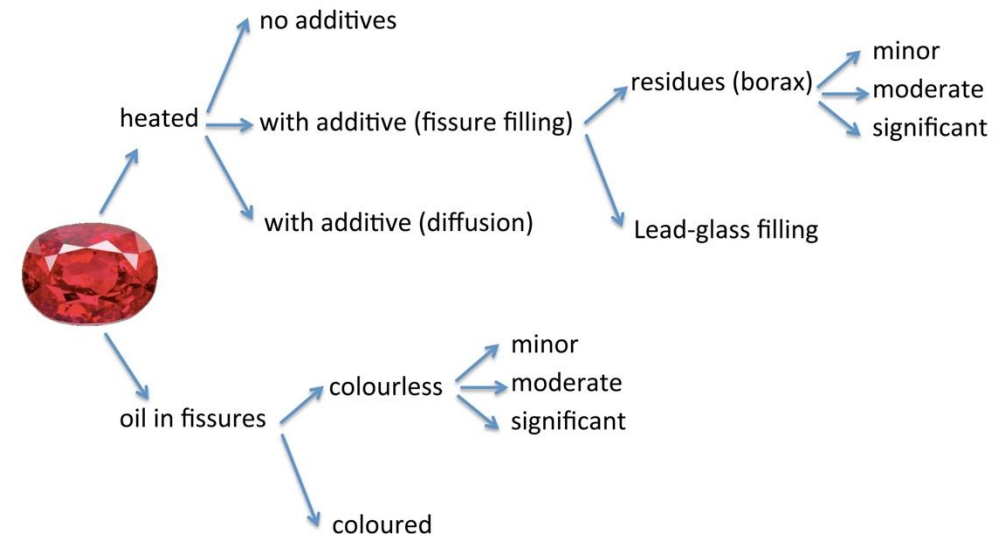 no additives
heated
with additive (fissure filling)
residues (borax)
minor
moderate
significant
with additive (diffusion)
Lead-glass filling
oil in fissures
colourless
minor
moderate
significant
coloured